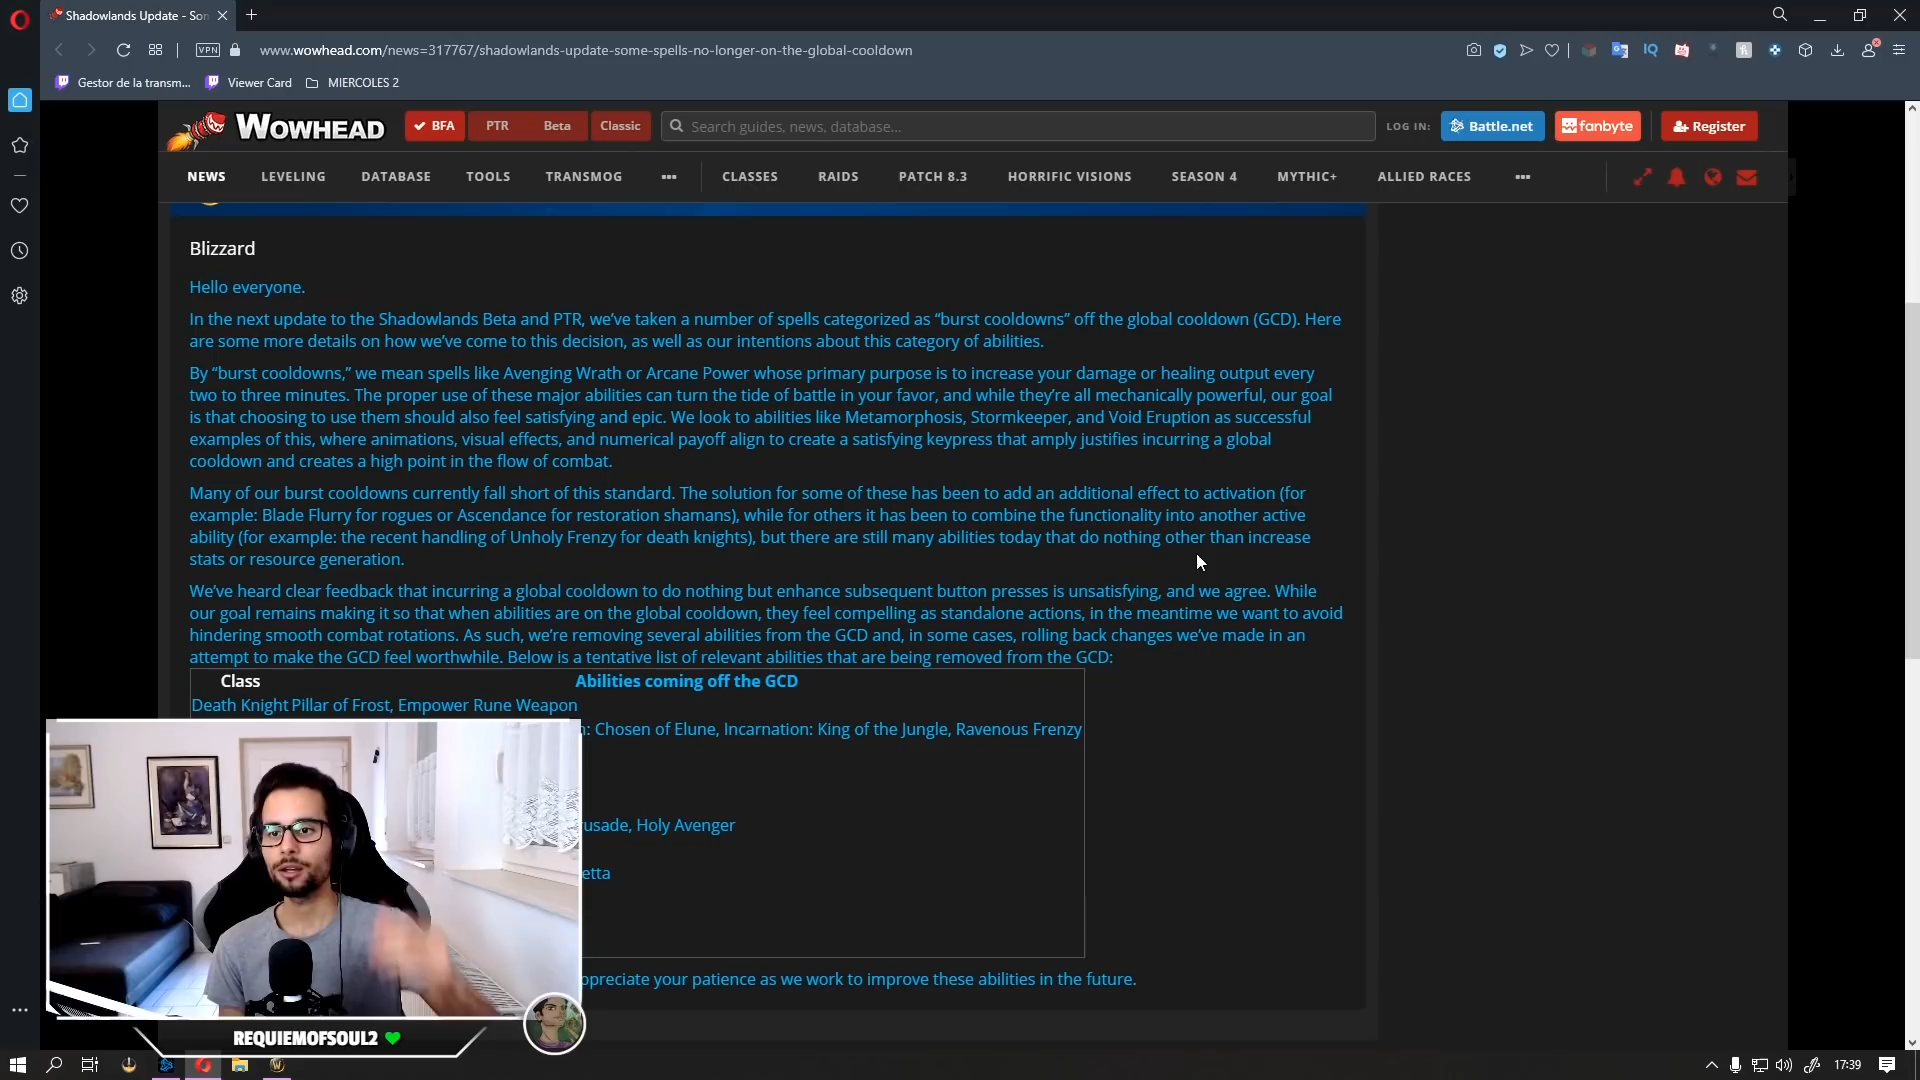 Shadowlands Update - Son
VPN
www.wowhead.com/news=317767/shadowlands-update-some-spells-no-longer-on-the-global-cooldown
Gestor de la transm... Viewer Card MIERCOLES 2
WOWHEAD BFA PTR Beta Classic Search guides, news, database... LOG IN: Battle.net fanbyte Register
NEWS LEVELING DATABASE TOOLS TRANSMOG ••• CLASSES RAIDS PATCH 8.3 HORRIFIC VISIONS SEASON 4 MYTHIC+ ALLIED RACES •••
Blizzard
Hello everyone.
In the next update to the Shadowlands Beta and PTR, we’ve taken a number of spells categorized as “burst cooldowns” off the global cooldown (GCD). Here
are some more details on how we’ve come to this decision, as well as our intentions about this category of abilities.
By “burst cooldowns,” we mean spells like Avenging Wrath or Arcane Power whose primary purpose is to increase your damage or healing output every
two to three minutes. The proper use of these major abilities can turn the tide of battle in your favor, and while they’re all mechanically powerful, our goal
is that choosing to use them should also feel satisfying and epic. We look to abilities like Metamorphosis, Stormkeeper, and Void Eruption as successful
examples of this, where animations, visual effects, and numerical payoff align to create a satisfying keypress that amply justifies incurring a global
cooldown and creates a high point in the flow of combat.
Many of our burst cooldowns currently fall short of this standard. The solution for some of these has been to add an additional effect to activation (for
example: Blade Flurry for rogues or Ascendance for restoration shamans), while for others it has been to combine the functionality into another active
ability (for example: the recent handling of Unholy Frenzy for death knights), but there are still many abilities today that do nothing other than increase
stats or resource generation.
We’ve heard clear feedback that incurring a global cooldown to do nothing but enhance subsequent button presses is unsatisfying, and we agree. While
our goal remains making it so that when abilities are on the global cooldown, they feel compelling as standalone actions, in the meantime we want to avoid
hindering smooth combat rotations. As such, we’re removing several abilities from the GCD and, in some cases, rolling back changes we’ve made in an
attempt to make the GCD feel worthwhile. Below is a tentative list of relevant abilities that are being removed from the GCD:
Class Abilities coming off the GCD
Death Knight Pillar of Frost, Empower Rune Weapon
n: Chosen of Elune, Incarnation: King of the Jungle, Ravenous Frenzy
rusade, Holy Avenger
etta
ppreciate your patience as we work to improve these abilities in the future.
REQUIEMOFSOUL2
17:39